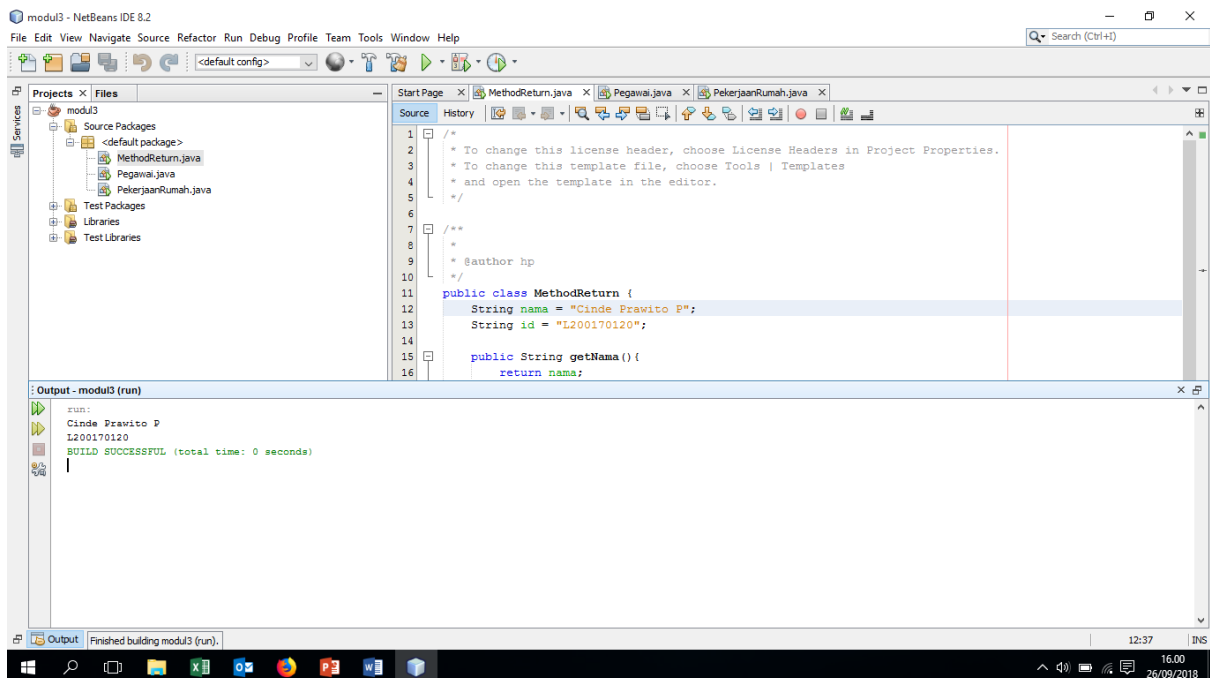 modul3 - NetBeans IDE 8.2
File Edit View Navigate Source Refactor Run Debug Profile Team Tools Window Help
Search (Ctrl+I)
<default config>
Projects Files
Start Page MethodReturn.java Pegawai.java PekerjaanRumah.java
Services
modul3
Source Packages
<default package>
MethodReturn.java
Pegawai.java
PekerjaanRumah.java
Test Packages
Libraries
Test Libraries
Source History
1 /*
2 * To change this license header, choose License Headers in Project Properties.
3 * To change this template file, choose Tools | Templates
4 * and open the template in the editor.
5 */
6
7 /**
8 *
9 * @author hp
10 */
11 public class MethodReturn {
12 String nama = "Cinde Prawito P";
13 String id = "L200170120";
14
15 public String getNama(){
16 return nama;
Output - modul3 (run)
run:
Cinde Prawito P
L200170120
BUILD SUCCESSFUL (total time: 0 seconds)
Output Finished building modul3 (run).
12:37 INS
16.00
26/09/2018